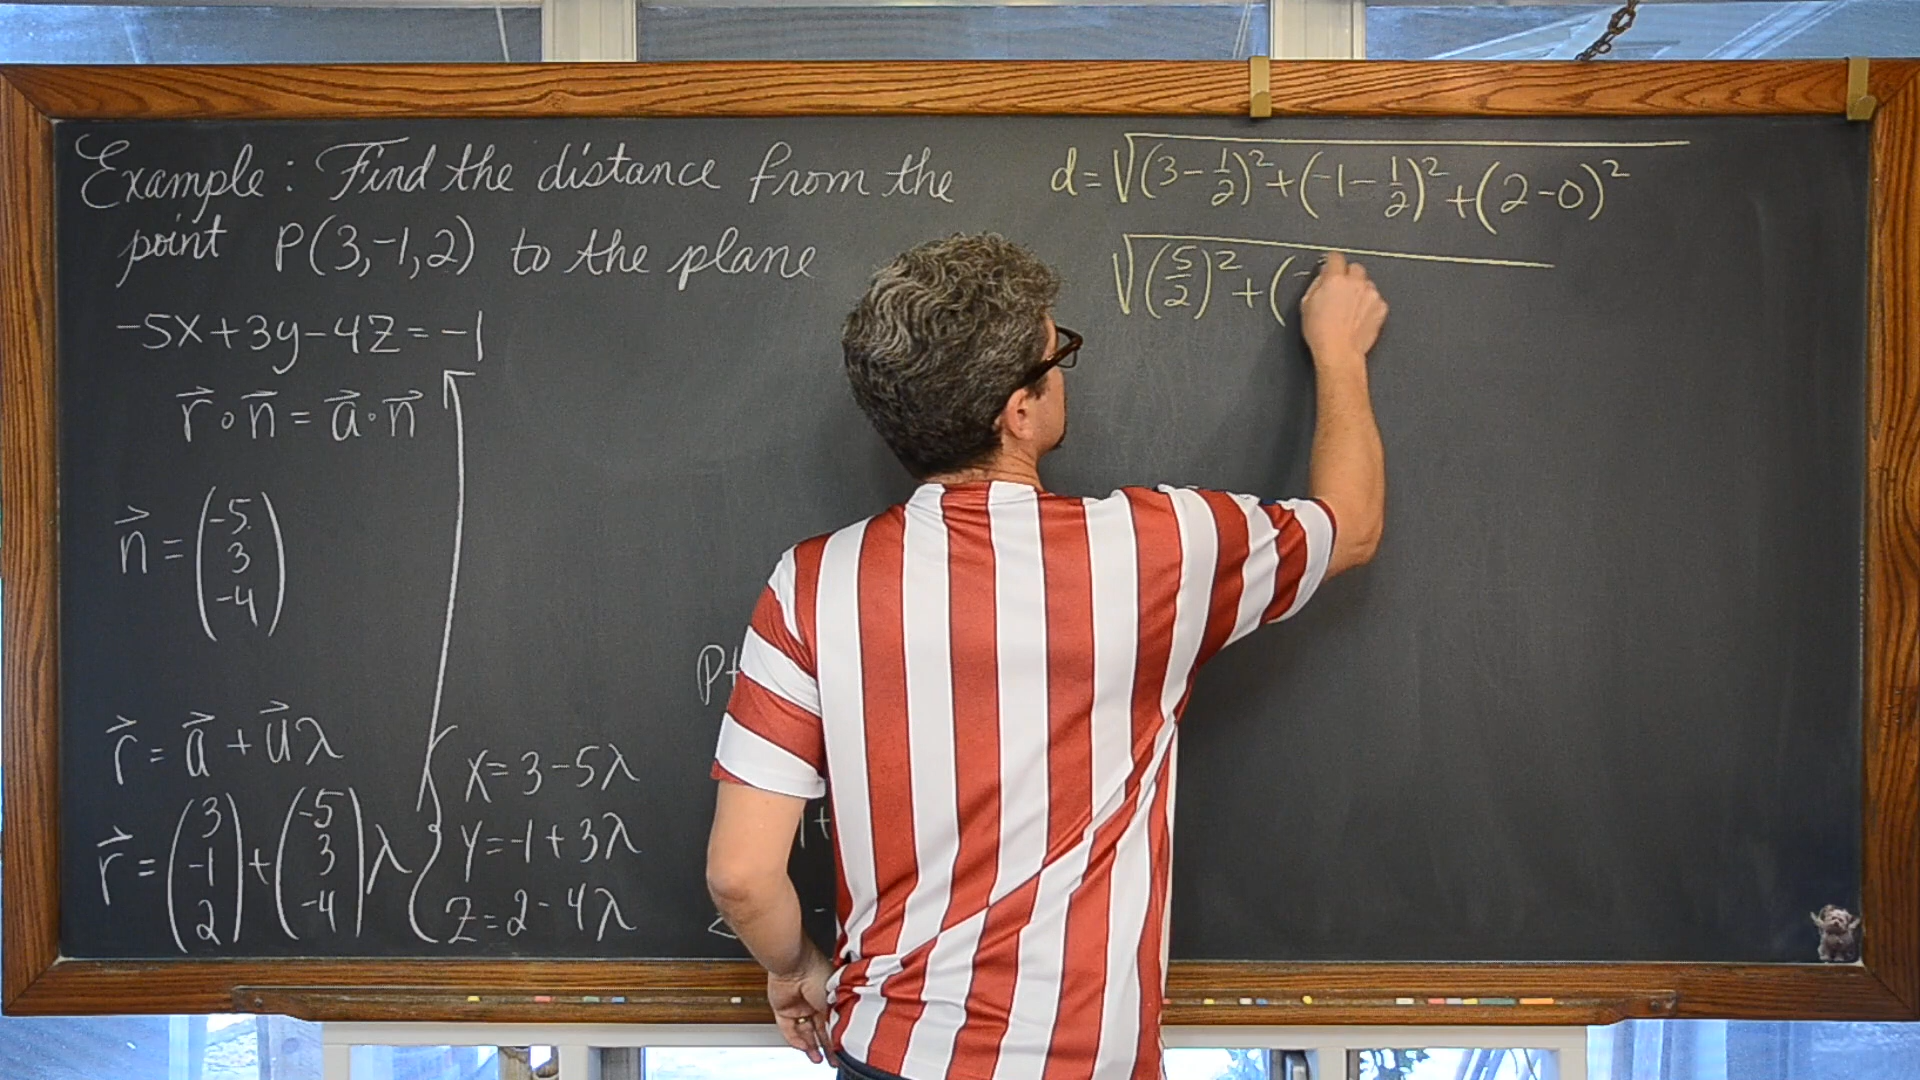 Example: Find the distance from the
point P(3,-1,2) to the plane
-5x+3y-4z=-1
r⃗∘n⃗=a⃗∘n⃗
n⃗=(-5
3
-4)
r⃗=a⃗+u⃗λ
r⃗=(3 -1 2)+(-5 3 -4)λ
x=3-5λ
y=-1+3λ
z=2-4λ
d=√(3-1/2)²+(-1-1/2)²+(2-0)²
√(5/2)²+(-